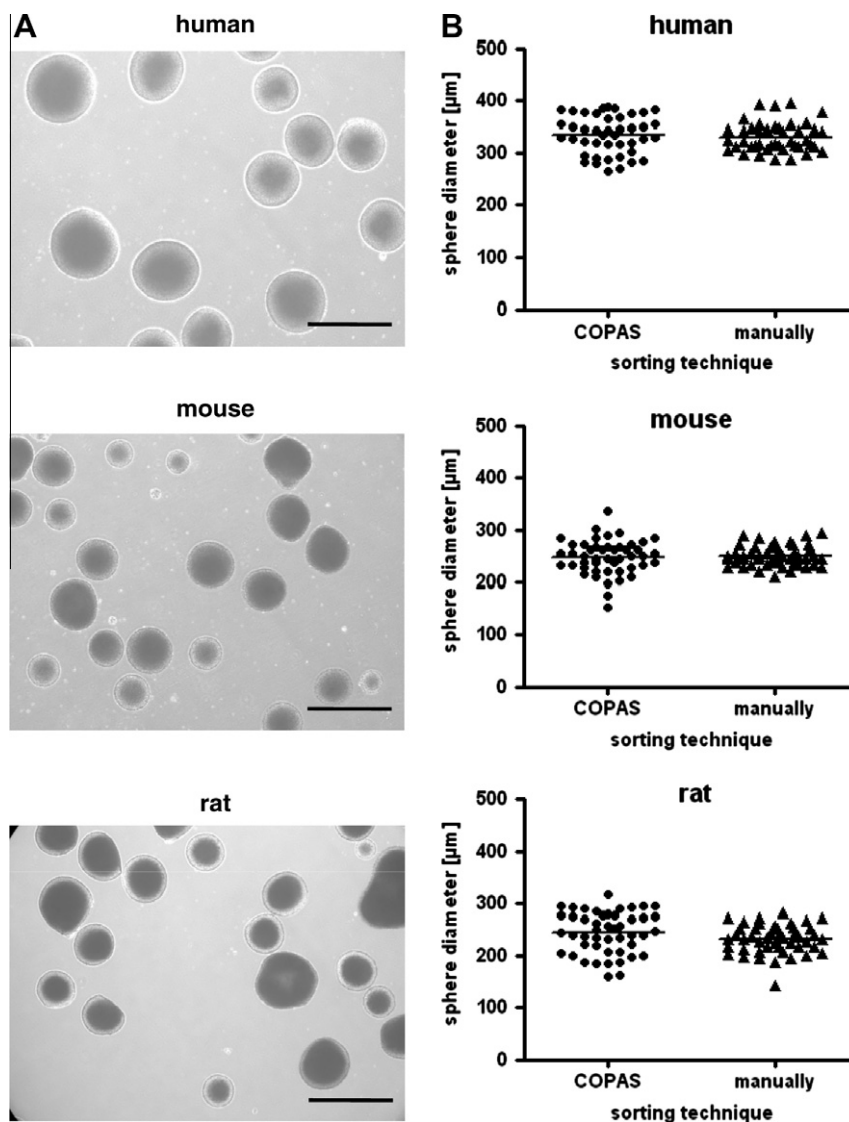 A
human
B
human
500
400
300
200
100
0
sphere diameter [µm]
COPAS manually
sorting technique
mouse
mouse
500
400
300
200
100
0
sphere diameter [µm]
COPAS manually
sorting technique
rat
rat
500
400
300
200
100
0
sphere diameter [µm]
COPAS manually
sorting technique